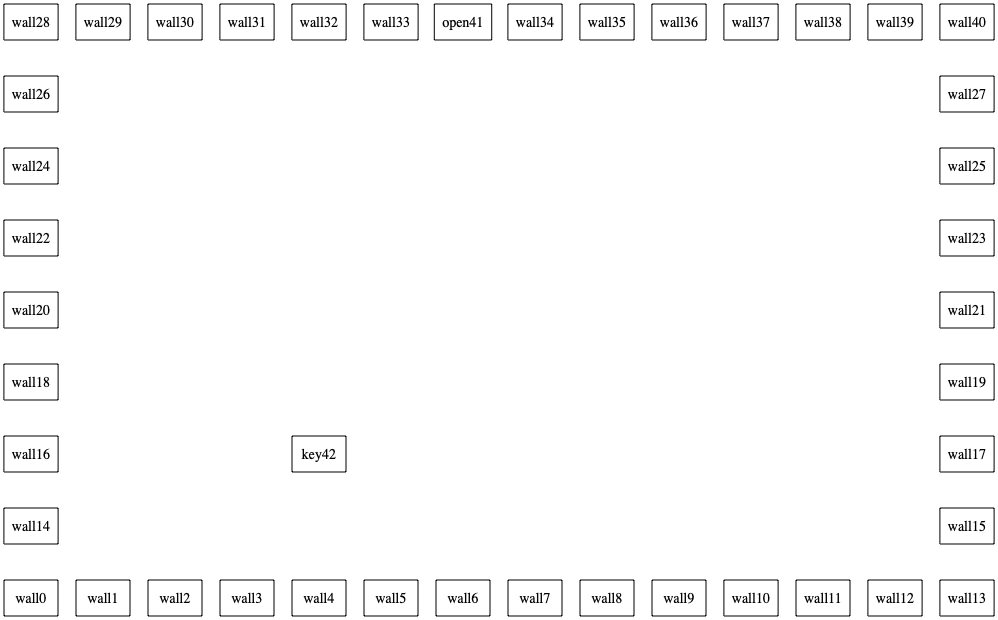 wall28 wall29 wall30 wall31 wall32 wall33 open41 wall34 wall35 wall36 wall37 wall38 wall39 wall40
wall26 wall27
wall24 wall25
wall22 wall23
wall20 wall21
wall18 wall19
wall16 key42 wall17
wall14 wall15
wall0 wall1 wall2 wall3 wall4 wall5 wall6 wall7 wall8 wall9 wall10 wall11 wall12 wall13